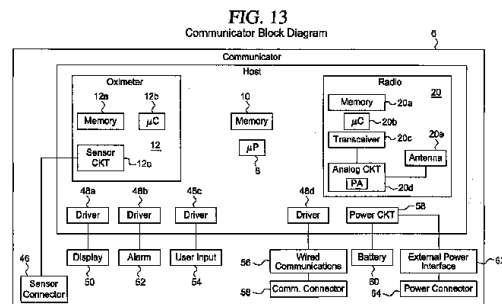 FIG. 13
Communicator Block Diagram
6
Communicator
Host
Oximeter
12a
12b
Memory
μC
Sensor
CKT
12
12c
10
Memory
μP
8
Radio
Memory
20
20a
μC
20b
Transceiver
20c
20e
Antenna
Analog CKT
PA
20d
48a
48b
48c
48d
58
Driver
Driver
Driver
Driver
Power CKT
46
Sensor
Connector
Display
50
Alarm
52
User Input
54
56
Wired
Communications
58
Comm. Connector
Battery
60
External Power
Interface
62
64
Power Connector